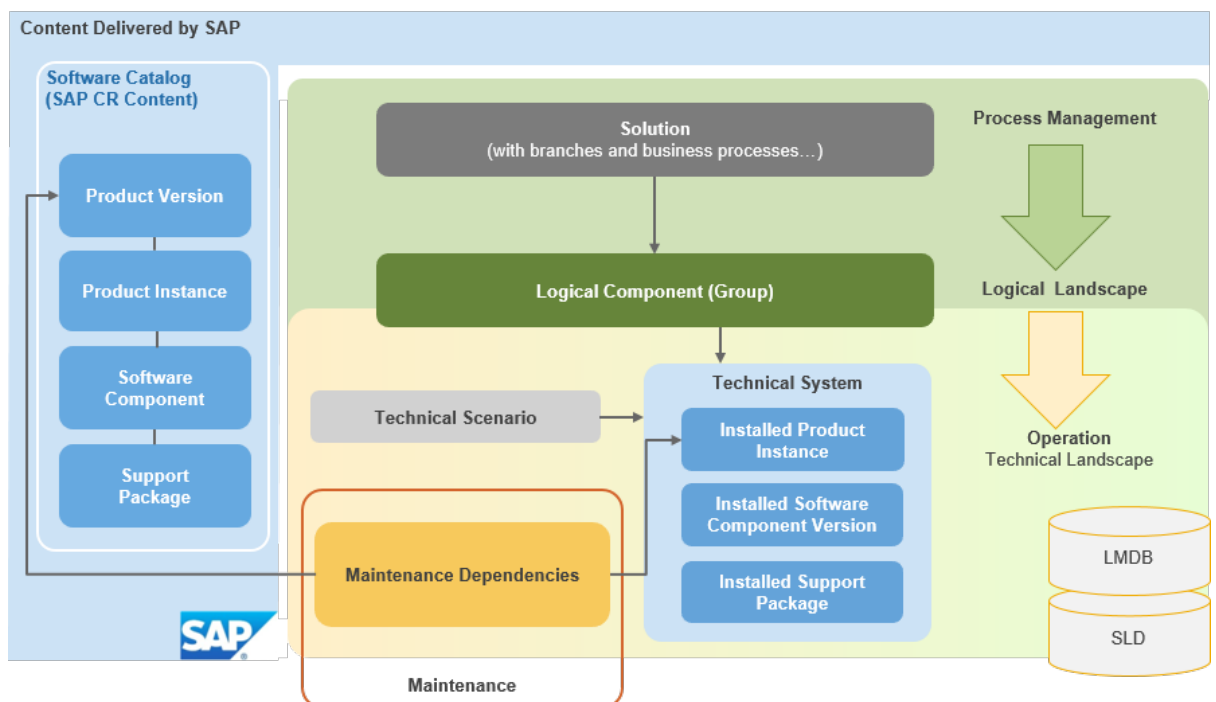 Content Delivered by SAP
Software Catalog
(SAP CR Content)
Product Version
Product Instance
Software
Component
Support
Package
SAP
®
Solution
(with branches and business processes…)
Logical Component (Group)
Technical Scenario
Technical System
Installed Product
Instance
Installed Software
Component Version
Installed Support
Package
Maintenance Dependencies
Maintenance
Process Management
Logical Landscape
Operation
Technical Landscape
LMDB
SLD